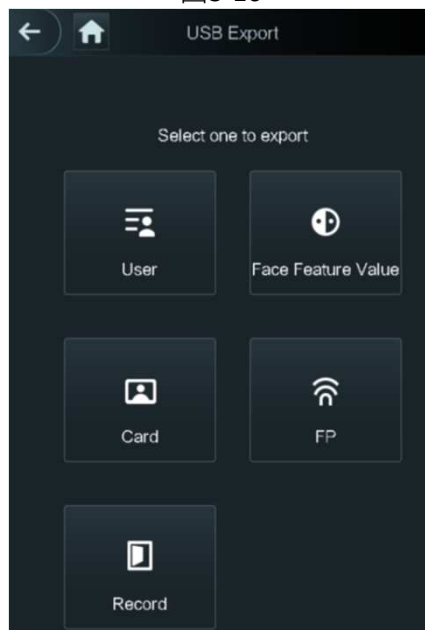 USB Export
Select one to export
User
Face Feature Value
Card
FP
Record